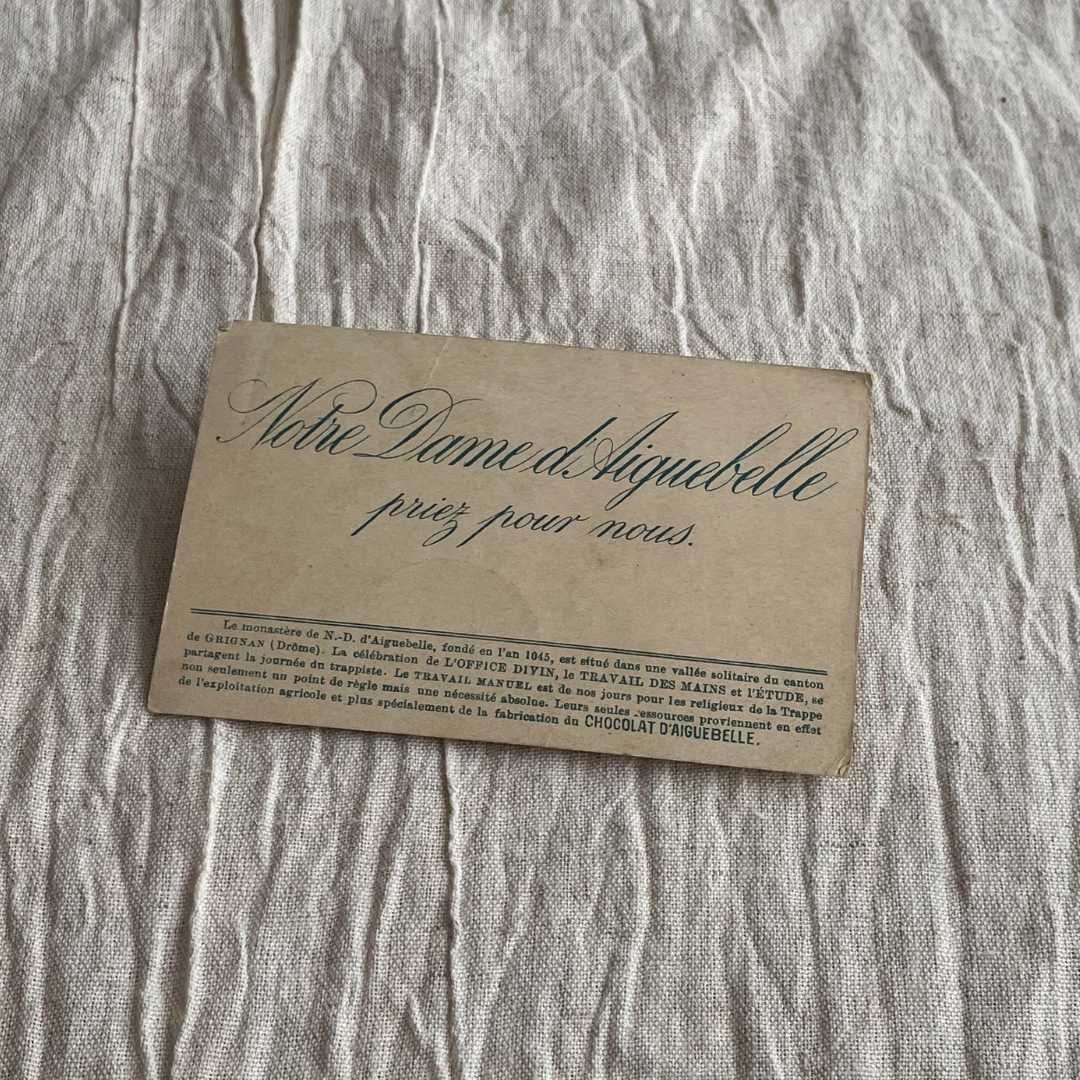 Notre Dame d'Aiguebelle
priez pour nous.
Le monastère de N.-D. d'Aiguebelle, fondé en l'an 1045, est situé dans une vallée solitaire du canton
de GRIGNAN (Drôme). La célébration de L'OFFICE DIVIN, le TRAVAIL DES MAINS et l'ÉTUDE, se
partagent la journée du trappiste. Le TRAVAIL MANUEL est de nos jours pour les religieux de la Trappe
non seulement un point de règle mais une nécessité absolue. Leurs seules ressources proviennent en effet
de l'exploitation agricole et plus spécialement de la fabrication du CHOCOLAT D'AIGUEBELLE.